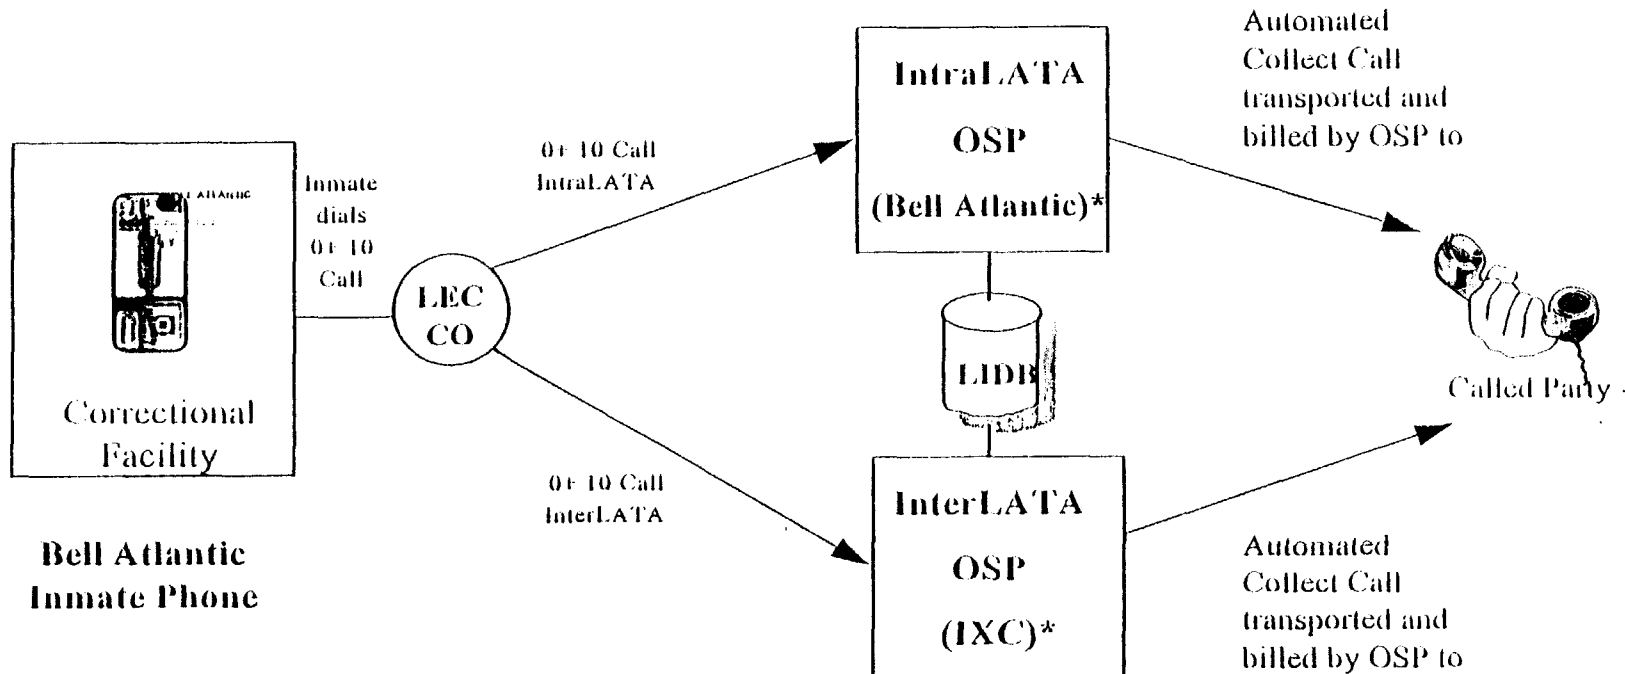 Correctional
Facility
Bell Atlantic
Inmate Phone
Inmate
dials
0+ 10
Call
LEC
CO
0+ 10 Call
IntraLATA
0+ 10 Call
InterLATA
IntraLATA
OSP
(Bell Atlantic)*
LIDB
InterLATA
OSP
(IXC)*
Automated
Collect Call
transported and
billed by OSP to
Called Party
Automated
Collect Call
transported and
billed by OSP to